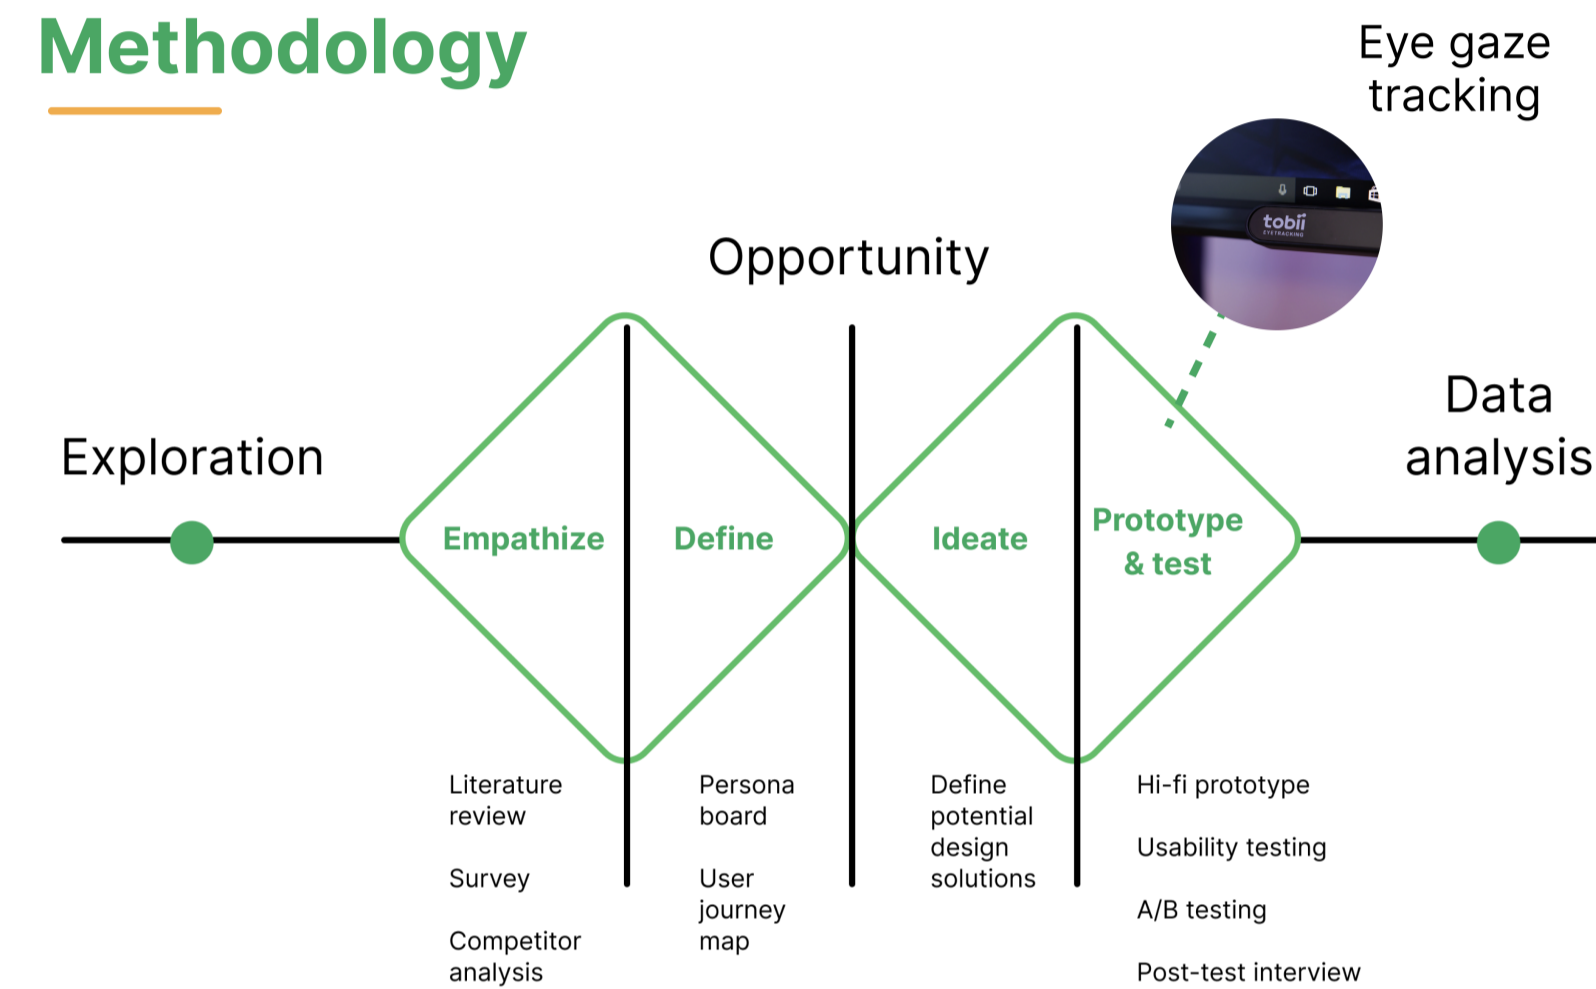 Methodology
Eye gaze
tracking
tobii
EYETRACKING
Opportunity
Exploration
Data
analysis
Empathize
Define
Ideate
Prototype
& test
Literature
review
Survey
Competitor
analysis
Persona
board
User
journey
map
Define
potential
design
solutions
Hi-fi prototype
Usability testing
A/B testing
Post-test interview